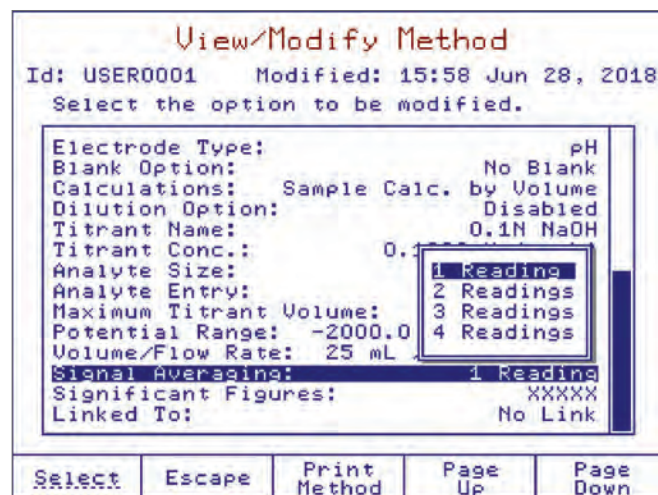 View/Modify Method
Id: USER0001 Modified: 15:58 Jun 28, 2018
Select the option to be modified.
Electrode Type: pH
Blank Option: No Blank
Calculations: Sample Calc. by Volume
Dilution Option: Disabled
Titrant Name: 0.1N NaOH
Titrant Conc.:
Analyte Size:
Analyte Entry:
Maximum Titrant Volume:
Potential Range: -2000.0
Volume/Flow Rate: 25 mL
Signal Averaging: 1 Reading
Significant Figures: XXXXX
Linked To: No Link
1 Reading
2 Readings
3 Readings
4 Readings
Select
Escape
Print
Method
Page
Up
Page
Down